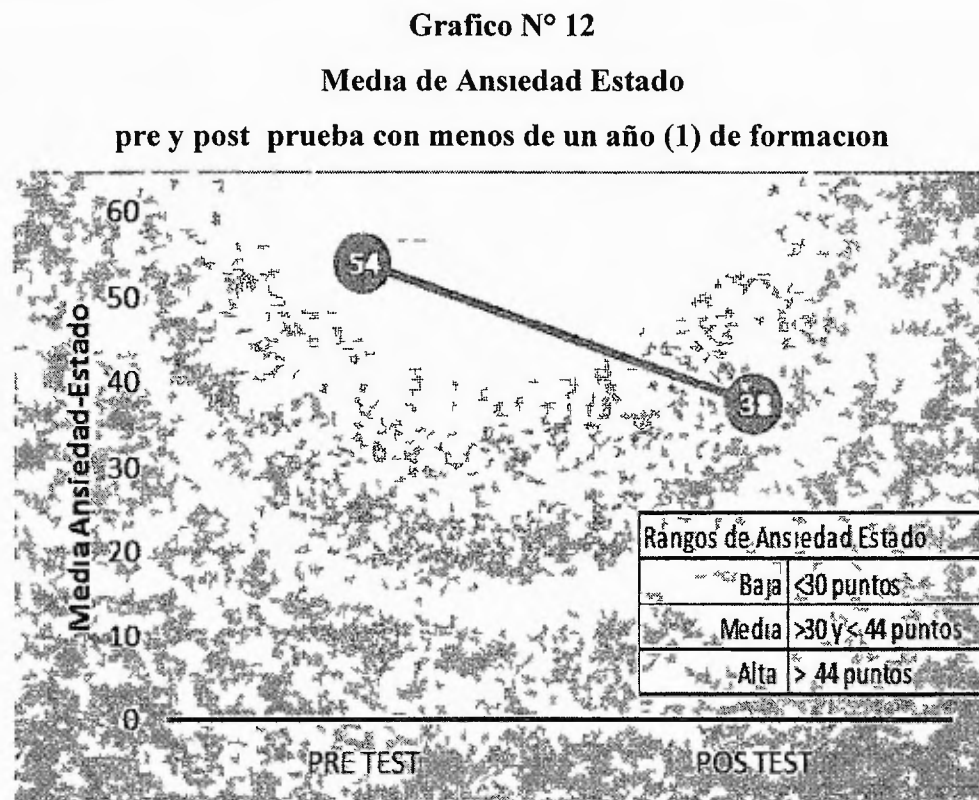 Grafico N° 12
Media de Ansiedad Estado
pre y post prueba con menos de un año (1) de formacion
Media Ansiedad-Estado
60
50
40
30
20
10
0
54
38
Rangos de Ansiedad Estado
Baja <30 puntos
Media >30 y < 44 puntos
Alta > 44 puntos
PRE TEST POS TEST